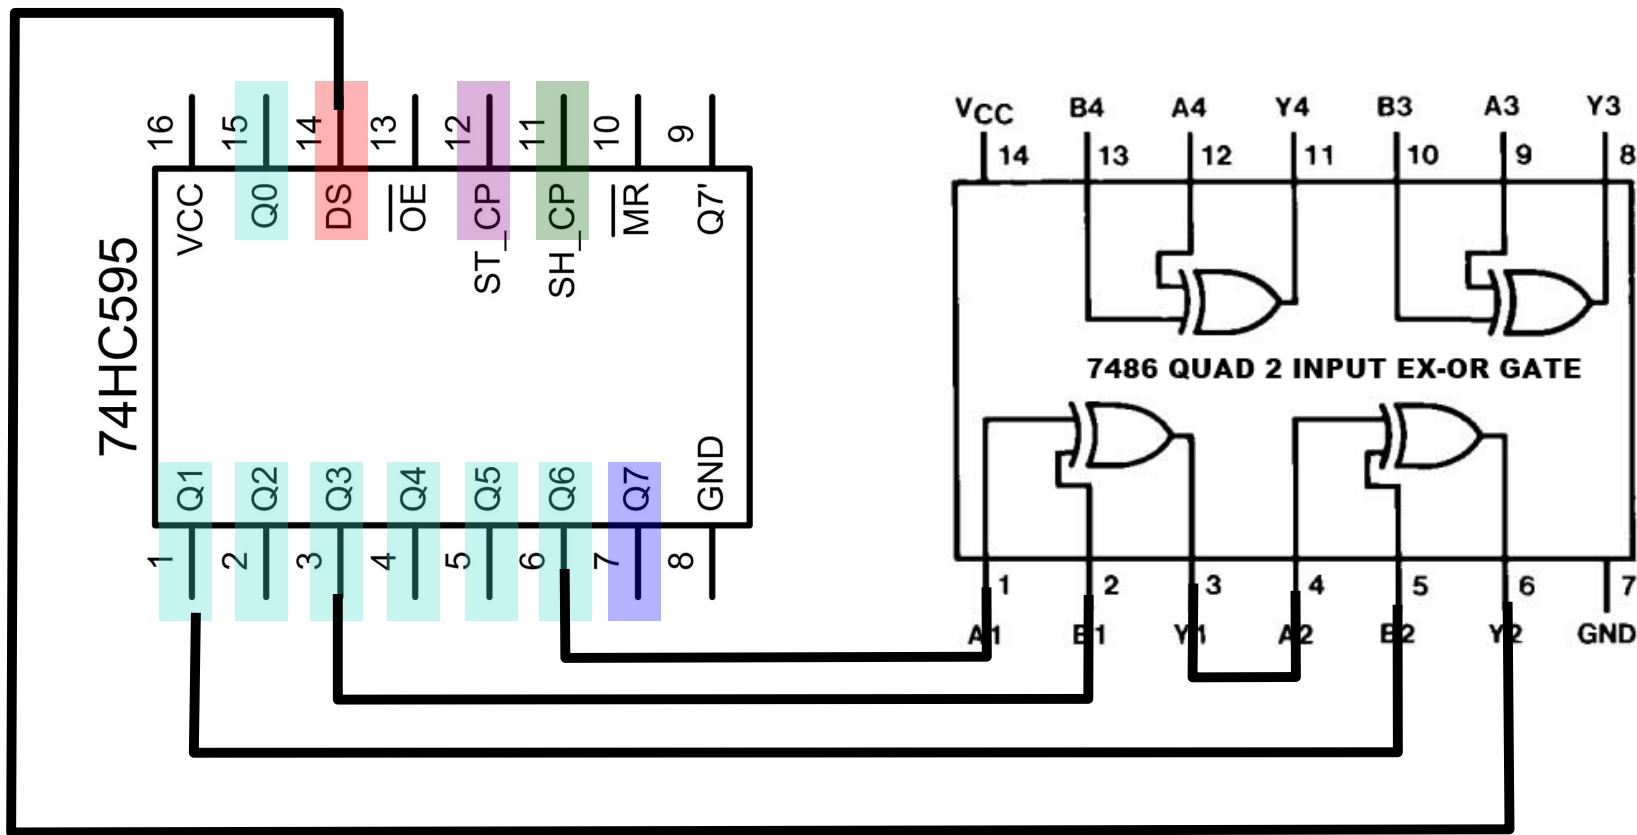 74HC595
16 15 14 13 12 11 10 9
VCC Q0 DS OE ST_CP SH_CP MR Q7'
Q1 Q2 Q3 Q4 Q5 Q6 Q7 GND
1 2 3 4 5 6 7 8
VCC B4 A4 Y4 B3 A3 Y3
14 13 12 11 10 9 8
7486 QUAD 2 INPUT EX-OR GATE
1 2 3 4 5 6 7
A1 B1 Y1 A2 B2 Y2 GND